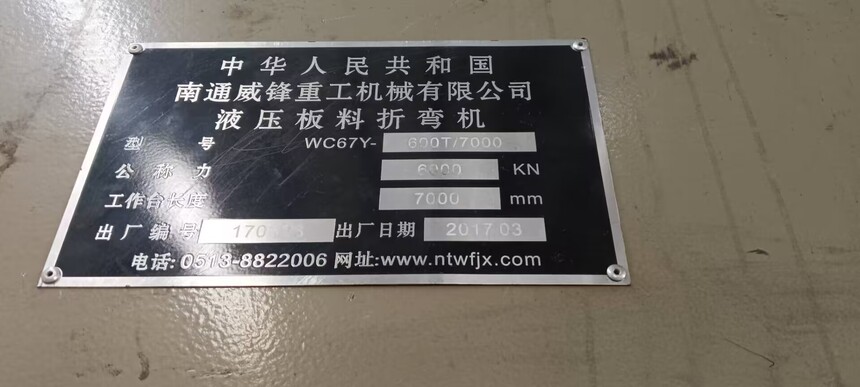 中华人民共和国
南通威锋重工机械有限公司
液压板料折弯机
型号 WC67Y-600T/7000
公称力 6000 KN
工作台长度 7000 mm
出厂编号 出厂日期 2017.03
电话:0513-8822006 网址:www.ntwfjx.com